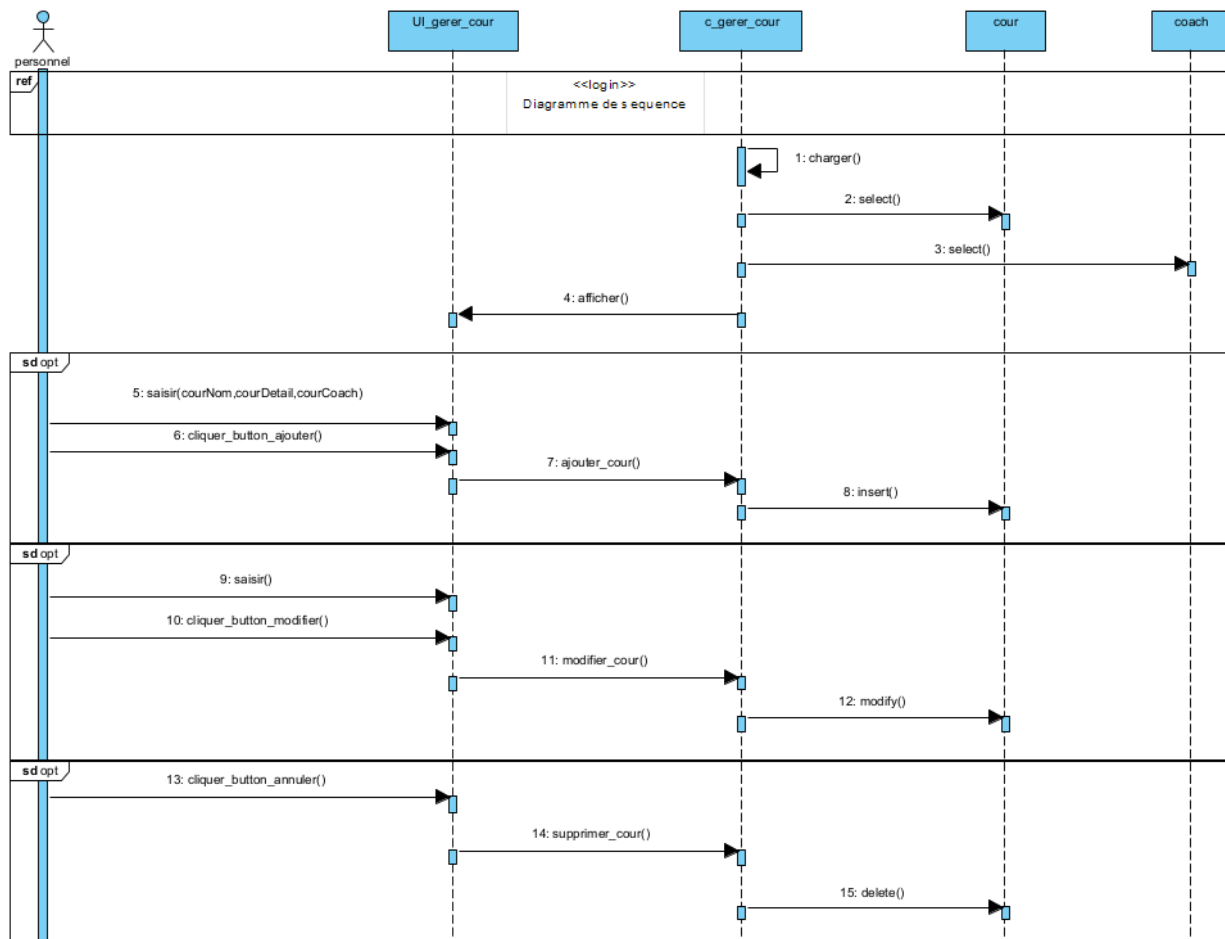 UI_gerer_cour
c_gerer_cour
cour
coach
personnel
ref
<<login>>
Diagramme de sequence
1: charger()
2: select()
3: select()
4: afficher()
sd opt
5: saisir(courNom,courDetail,courCoach)
6: cliquer_button_ajouter()
7: ajouter_cour()
8: insert()
sd opt
9: saisir()
10: cliquer_button_modifier()
11: modifier_cour()
12: modify()
sd opt
13: cliquer_button_annuler()
14: supprimer_cour()
15: delete()